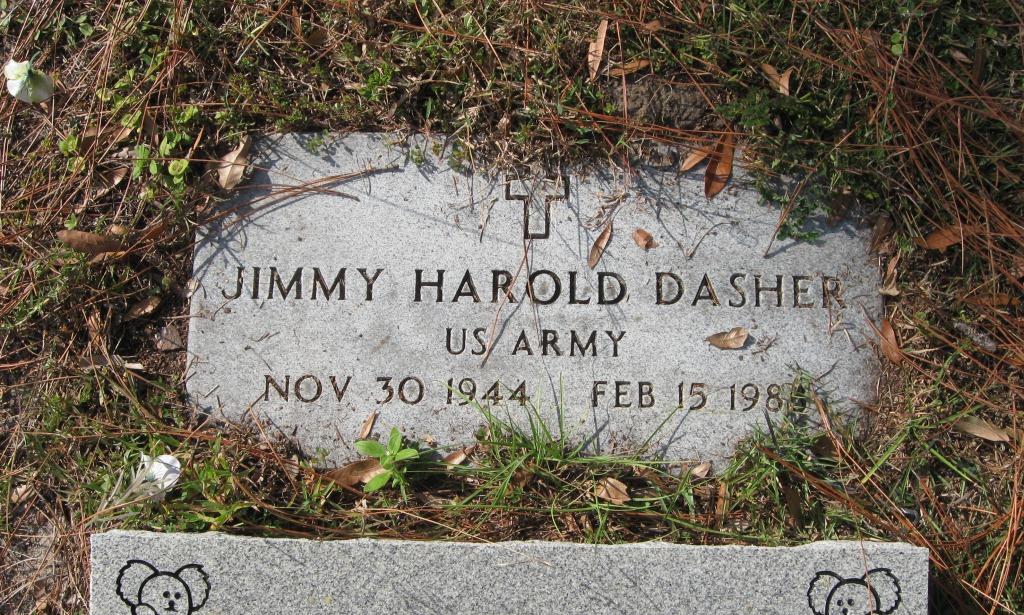 JIMMY HAROLD DASHER
US ARMY
NOV 30 1944 FEB 15